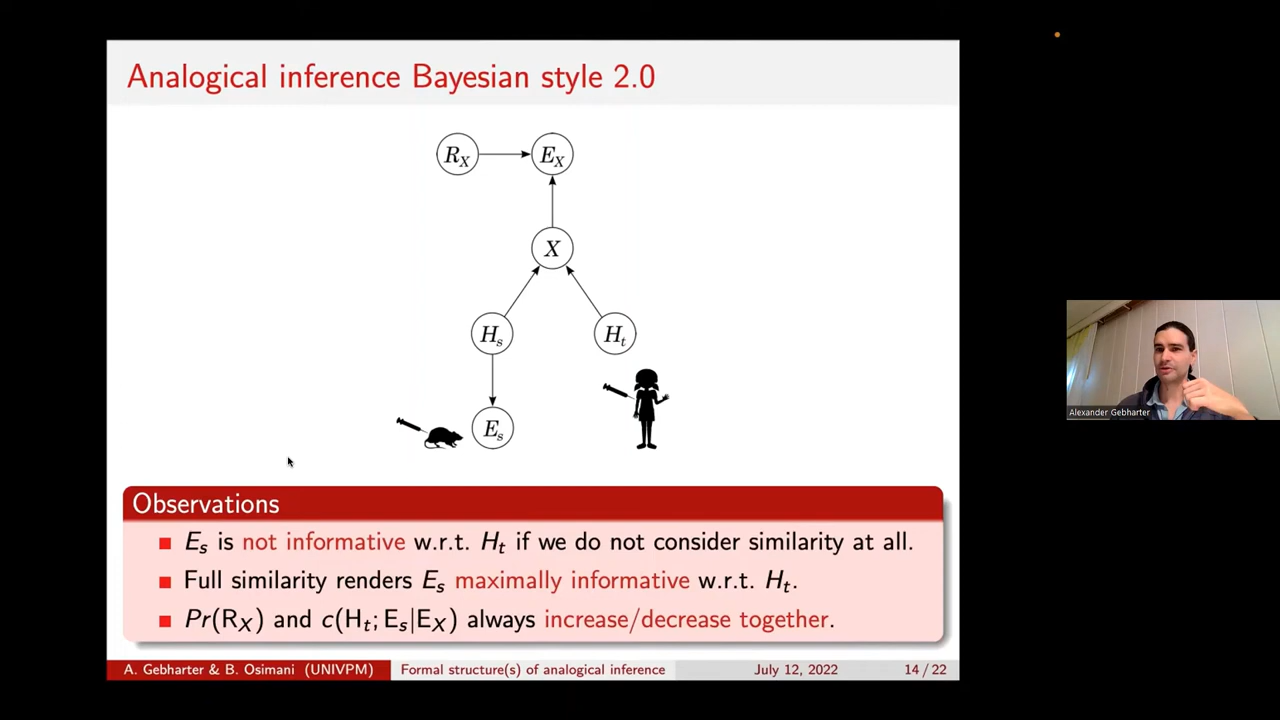 Analogical inference Bayesian style 2.0
R_X
E_X
X
H_s
H_t
E_s
Observations
E_s is not informative w.r.t. H_t if we do not consider similarity at all.
Full similarity renders E_s maximally informative w.r.t. H_t.
Pr(R_X) and c(H_t; E_s|E_X) always increase/decrease together.
A. Gebharter & B. Osimani (UNIVPM)
Formal structure(s) of analogical inference
July 12, 2022
14 / 22
Alexander Gebharter